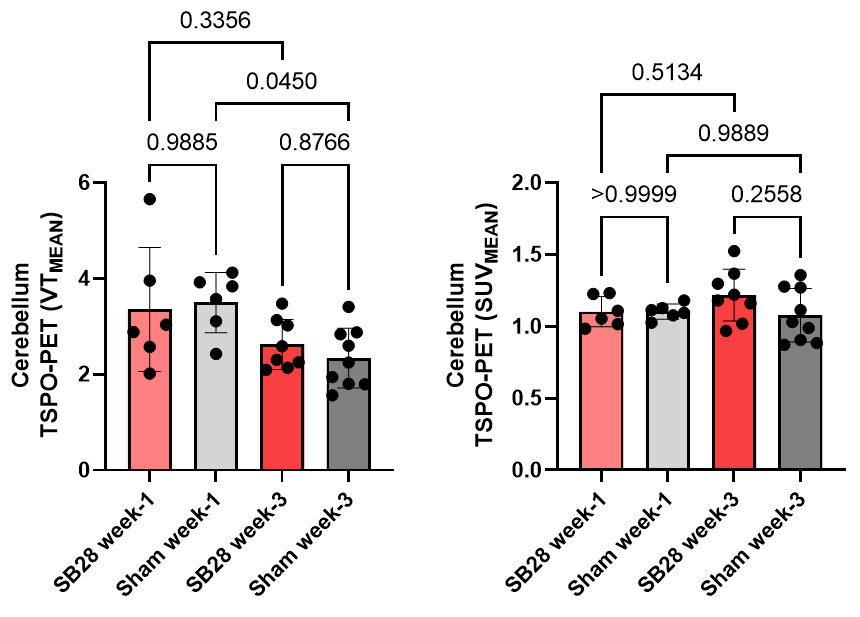 0.3356
0.0450
0.9885
0.8766
6
4
2
0
Cerebellum
TSPO-PET (VTMEAN)
SB28 week-1
Sham week-1
SB28 week-3
Sham week-3
0.5134
0.9889
>0.9999
0.2558
2.0
1.5
1.0
0.5
0.0
Cerebellum
TSPO-PET (SUVMEAN)
SB28 week-1
Sham week-1
SB28 week-3
Sham week-3